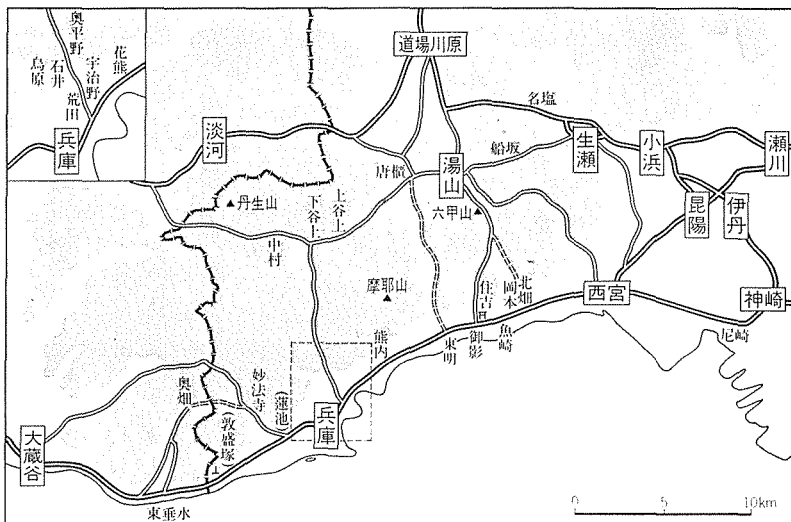 奥平野
石井
烏原
宇治野
荒田
花熊
兵庫
道場川原
淡河
名塩
船坂
生瀬
小浜
瀬川
昆陽
伊丹
唐櫃
湯山
丹生山
上谷上
下谷上
中村
六甲山
摩耶山
住吉
岡本
北畑
西宮
神崎
尼崎
魚崎
御影
東明
熊内
妙法寺
(蓮池)
兵庫
奥畑
(敦盛塚)
大蔵谷
東垂水
0 5 10km